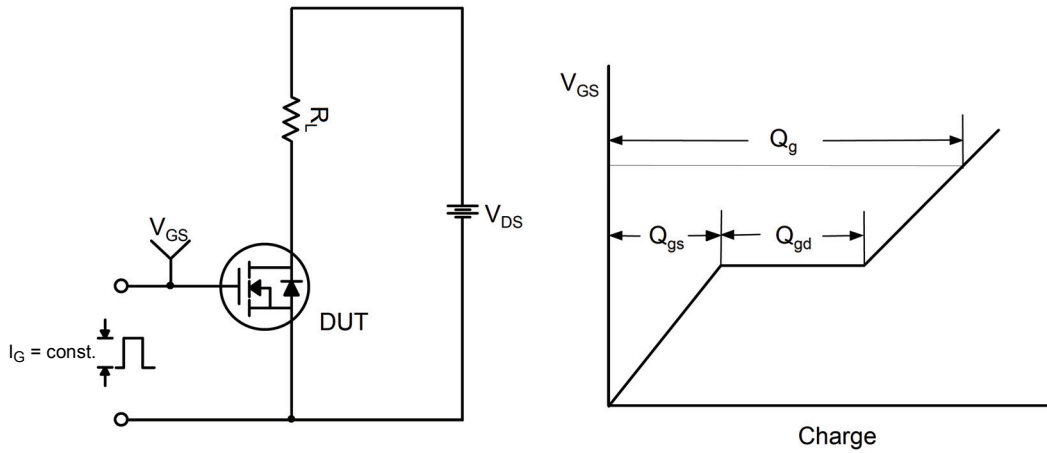 R_L
V_GS
V_DS
DUT
I_G = const.
V_GS
Q_g
Q_gs
Q_gd
Charge